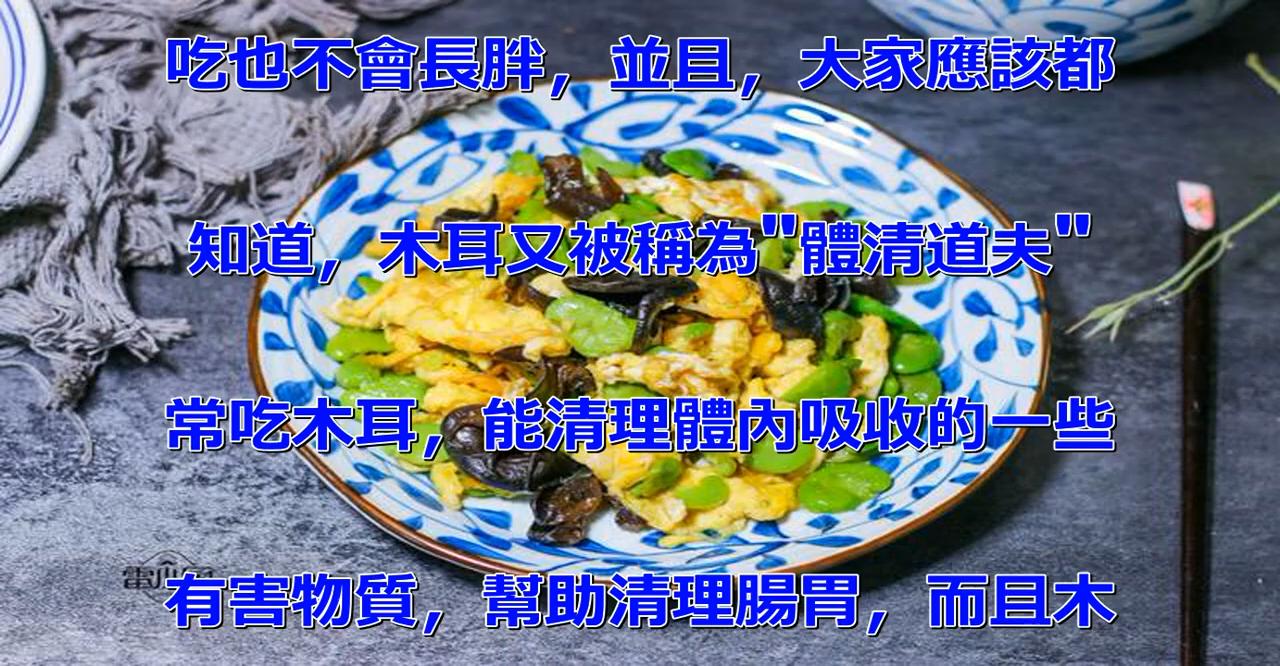 吃也不會長胖，並且，大家應該都
知道，木耳又被稱為"體清道夫"
常吃木耳，能清理體內吸收的一些
有害物質，幫助清理腸胃，而且木